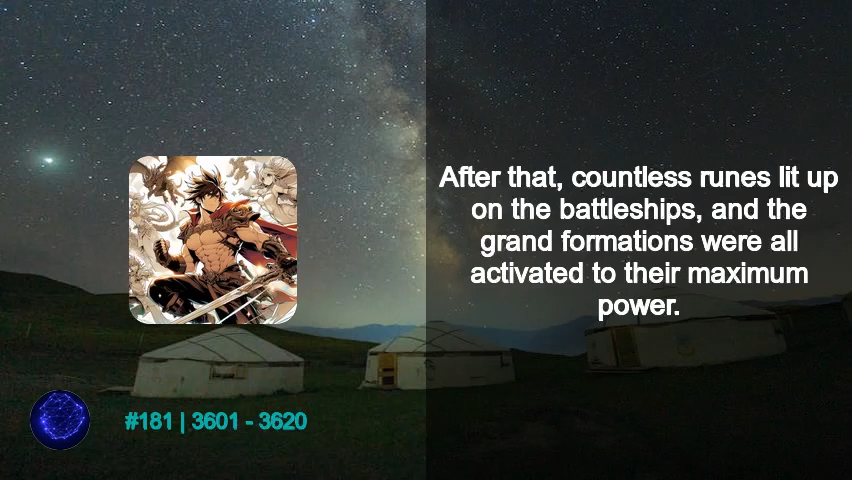 After that, countless runes lit up
on the battleships, and the
grand formations were all
activated to their maximum
power.
#181 | 3601 - 3620